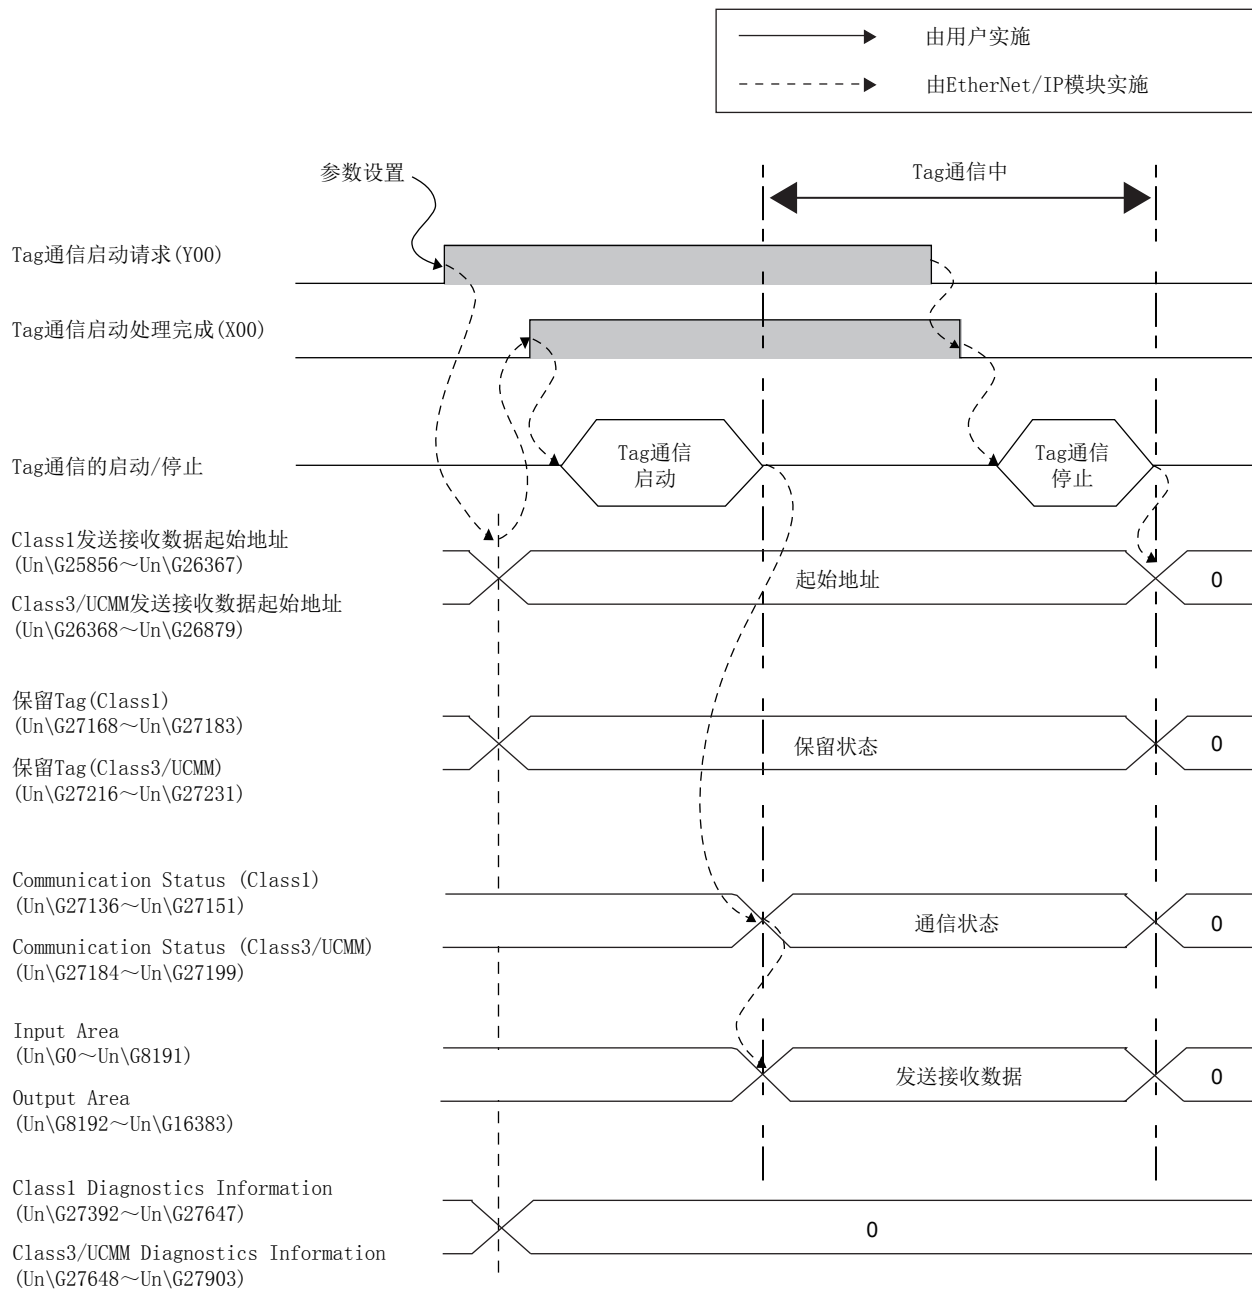 由用户实施
由EtherNet/IP模块实施
参数设置
Tag通信中
Tag通信启动请求(Y00)
Tag通信启动处理完成(X00)
Tag通信的启动/停止
Tag通信
启动
Tag通信
停止
Class1发送接收数据起始地址
(Un\G25856～Un\G26367)
起始地址
0
Class3/UCMM发送接收数据起始地址
(Un\G26368～Un\G26879)
保留Tag(Class1)
(Un\G27168～Un\G27183)
保留状态
0
保留Tag(Class3/UCMM)
(Un\G27216～Un\G27231)
Communication Status (Class1)
(Un\G27136～Un\G27151)
通信状态
0
Communication Status (Class3/UCMM)
(Un\G27184～Un\G27199)
Input Area
(Un\G0～Un\G8191)
发送接收数据
0
Output Area
(Un\G8192～Un\G16383)
Class1 Diagnostics Information
(Un\G27392～Un\G27647)
0
Class3/UCMM Diagnostics Information
(Un\G27648～Un\G27903)